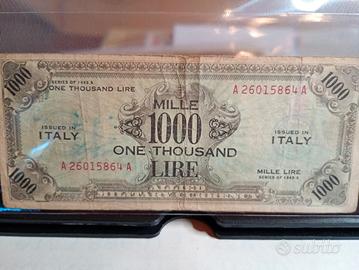 1000
1000
SERIES OF 1943 A
ONE THOUSAND LIRE
A 26015864 A
MILLE
1000
ISSUED IN
ITALY
ISSUED IN
ITALY
ONE THOUSAND
A 26015864 A
LIRE
MILLE LIRE
SERIES OF 1943 A
1000
1000
subito